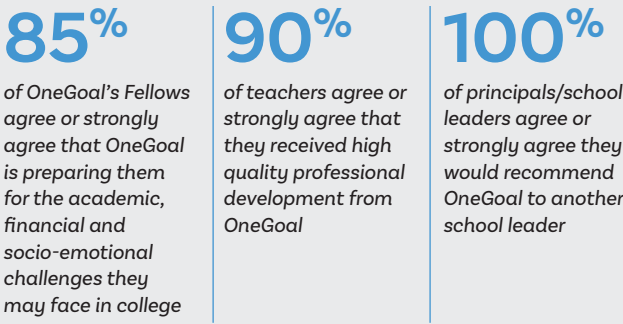 85%
of OneGoal's Fellows
agree or strongly
agree that OneGoal
is preparing them
for the academic,
financial and
socio-emotional
challenges they
may face in college
90%
of teachers agree or
strongly agree that
they received high
quality professional
development from
OneGoal
100%
of principals/school
leaders agree or
strongly agree they
would recommend
OneGoal to another
school leader